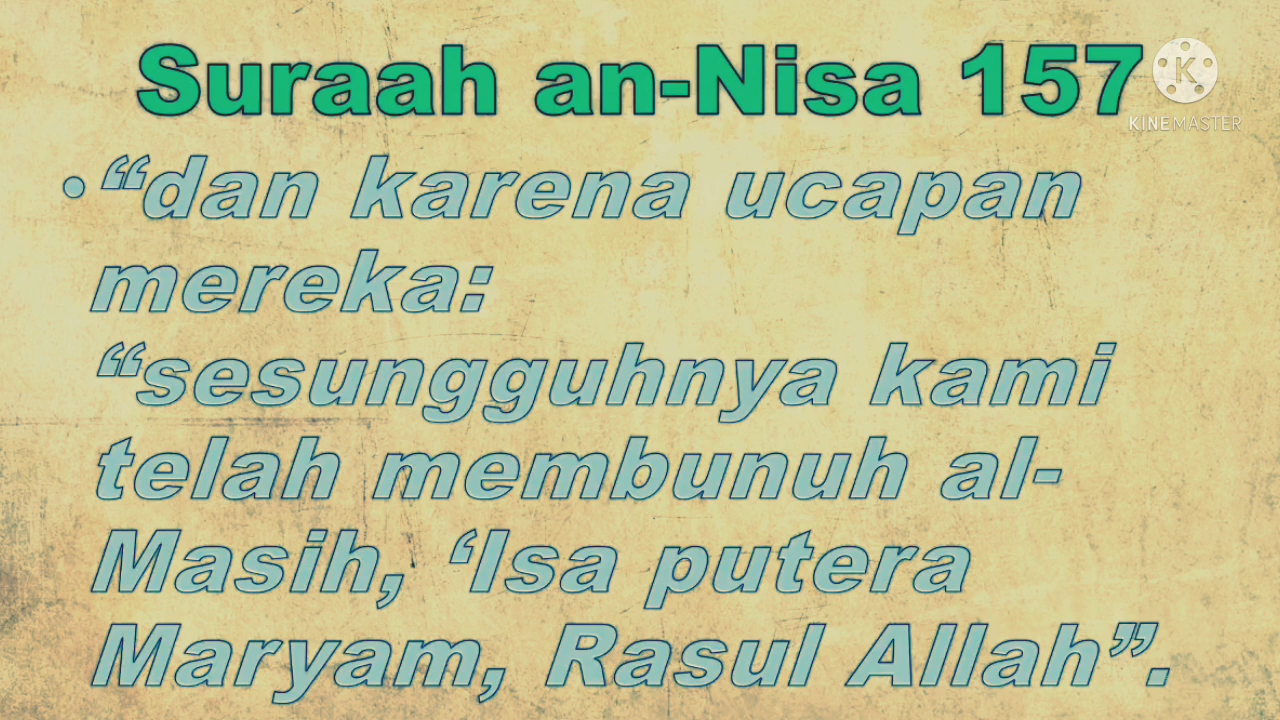 Suraah an-Nisa 157
KINEMASTER
• “dan karena ucapan
mereka:
“sesungguhnya kami
telah membunuh al-
Masih, ‘Isa putera
Maryam, Rasul Allah”.